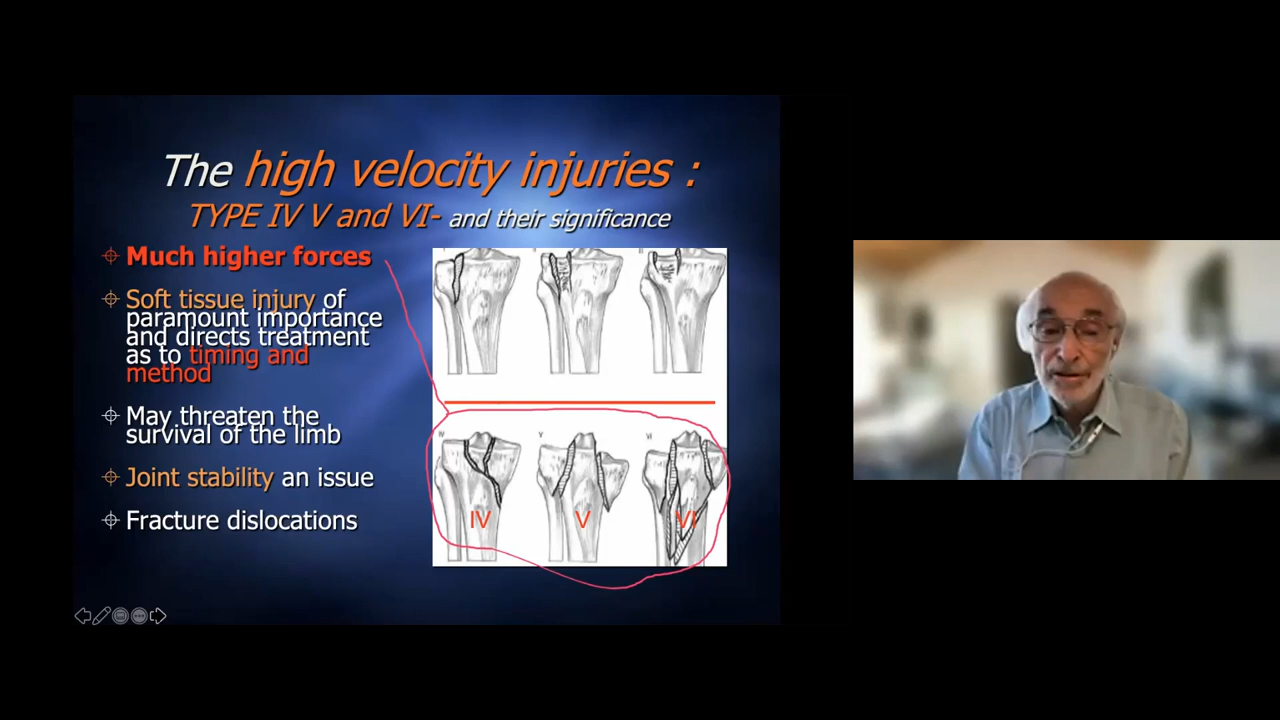 The high velocity injuries :
TYPE IV V and VI- and their significance
Much higher forces
Soft tissue injury of
paramount importance
and directs treatment
as to timing and
method
May threaten the
survival of the limb
Joint stability an issue
Fracture dislocations
IV
V
VI
IV
V
VI